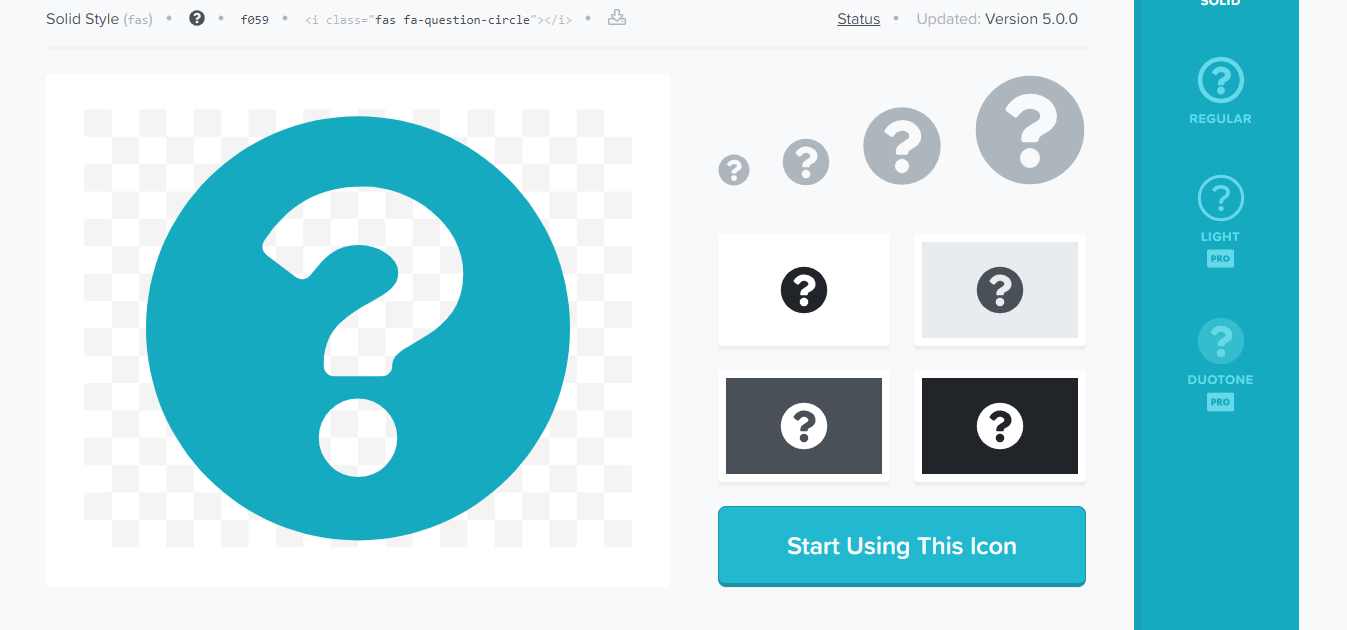 Solid Style (fas) • • f059 • <i class="fas fa-question-circle"></i> • Status • Updated: Version 5.0.0
SOLID
REGULAR
LIGHT
PRO
DUOTONE
PRO
Start Using This Icon